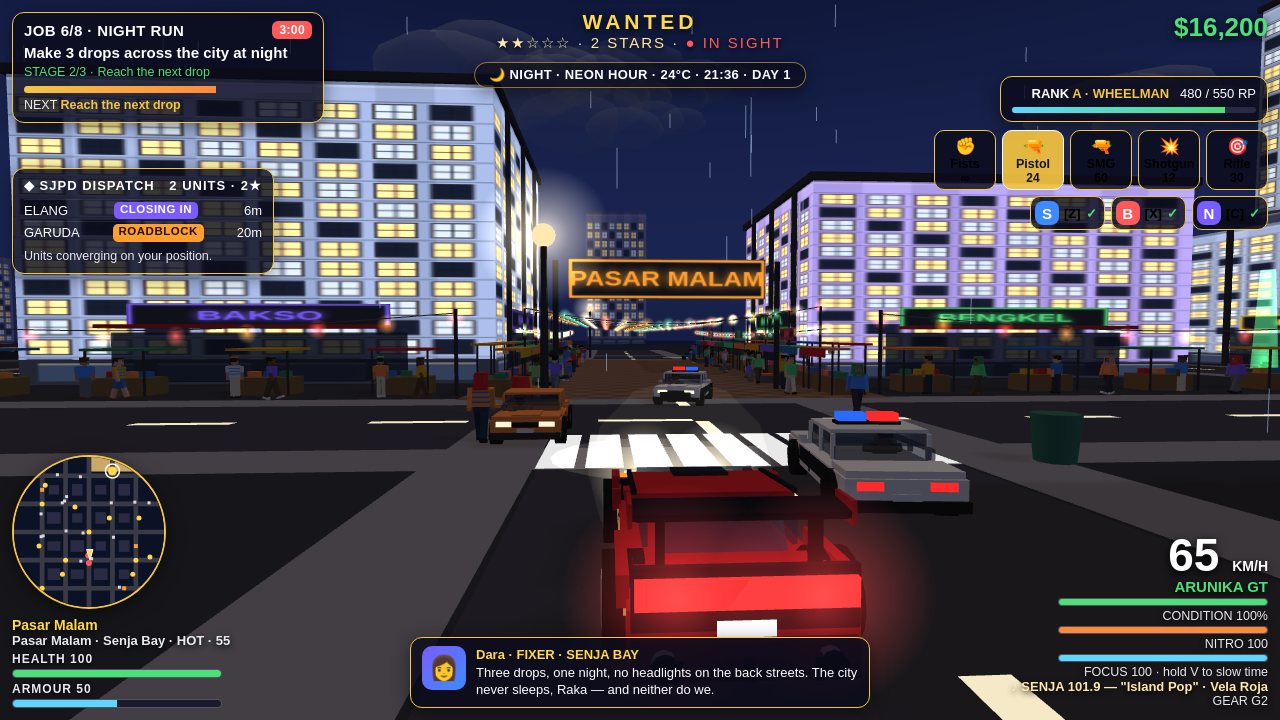 JOB 6/8 · NIGHT RUN 3:00
Make 3 drops across the city at night
STAGE 2/3 · Reach the next drop
NEXT Reach the next drop
◆ SJPD DISPATCH 2 UNITS · 2★
ELANG CLOSING IN 6m
GARUDA ROADBLOCK 20m
Units converging on your position.
WANTED
★★☆☆☆ · 2 STARS · ● IN SIGHT
🌙 NIGHT · NEON HOUR · 24°C · 21:36 · DAY 1
$16,200
RANK A · WHEELMAN 480 / 550 RP
Fists Pistol SMG Shotgun Rifle
∞ 24 60 12 30
S [Z] ✓ B [X] ✓ N [C] ✓
PASAR MALAM
BAKSO
BENGKEL
Pasar Malam
Pasar Malam · Senja Bay · HOT · 55
HEALTH 100
ARMOUR 50
Dara · FIXER · SENJA BAY
Three drops, one night, no headlights on the back streets. The city
never sleeps, Raka — and neither do we.
65 KM/H
ARUNIKA GT
CONDITION 100%
NITRO 100
FOCUS 100 · hold V to slow time
♪ SENJA 101.9 — "Island Pop" · Vela Roja
GEAR G2